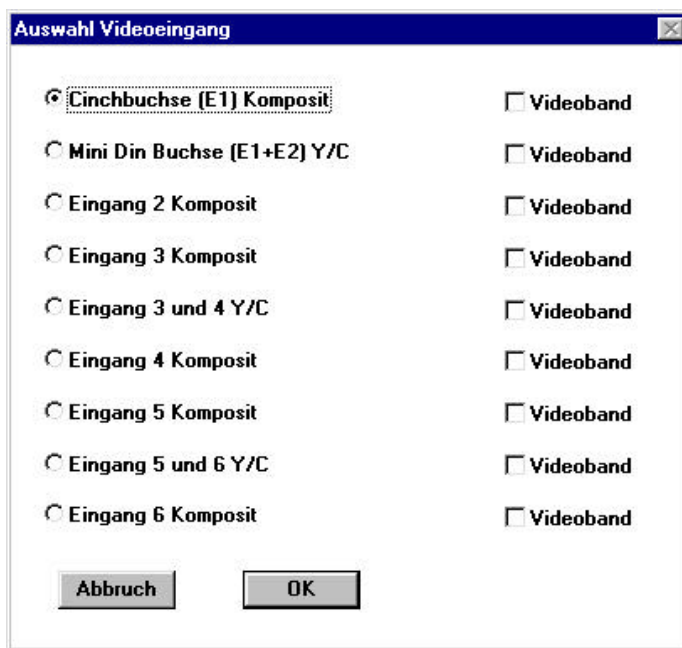 Auswahl Videoeingang
Cinchbuchse (E1) Komposit Videoband
Mini Din Buchse (E1+E2) Y/C Videoband
Eingang 2 Komposit Videoband
Eingang 3 Komposit Videoband
Eingang 3 und 4 Y/C Videoband
Eingang 4 Komposit Videoband
Eingang 5 Komposit Videoband
Eingang 5 und 6 Y/C Videoband
Eingang 6 Komposit Videoband
Abbruch OK